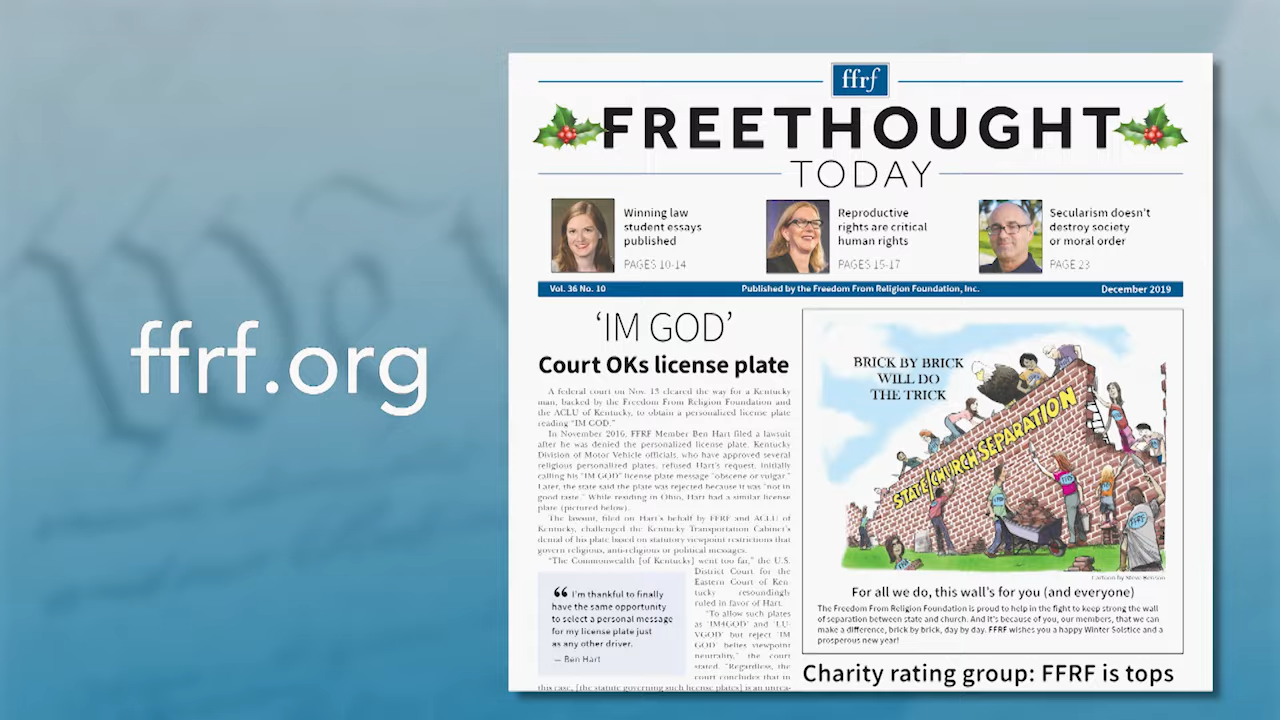 ffrf.org
ffrf
FREETHOUGHT
TODAY
Winning law
student essays
published
PAGES 10-14
Reproductive
rights are critical
human rights
PAGES 15-17
Secularism doesn't
destroy society
or moral order
PAGE 23
Vol. 36 No. 10 Published by the Freedom From Religion Foundation, Inc. December 2019
‘IM GOD’
Court OKs license plate
A federal court on Nov. 13 cleared the way for a Kentucky
man, backed by the Freedom From Religion Foundation and
the ACLU of Kentucky, to obtain a personalized license plate
reading “IM GOD.”
In November 2016, FFRF Member Ben Hart filed a lawsuit
after he was denied the personalized license plate. Kentucky
Division of Motor Vehicle officials, who have approved several
religious personalized plates, refused Hart's request, initially
calling his “IM GOD” license plate message “obscene or vulgar.”
Later, the state said the plate was rejected because it was “not in
good taste.” While residing in Ohio, Hart had a similar license
plate (pictured below).
The lawsuit, filed on Hart's behalf by FFRF and ACLU of
Kentucky, challenged the Kentucky Transportation Cabinet's
denial of his plate based on statutory viewpoint restrictions that
govern religious, anti-religious or political messages.
“The Commonwealth [of Kentucky] went too far,” the U.S.
District Court for the
Eastern Court of Ken-
tucky resoundingly
ruled in favor of Hart.
“To allow such plates
as ‘IM4GOD’ and ‘LU-
VGOD’ but reject ‘IM
GOD’ belies viewpoint
neutrality,” the court
stated. “Regardless, the
court concludes that in
this case, [the statute governing such license plates] is an unrea-
“ I'm thankful to finally
have the same opportunity
to select a personal message
for my license plate just
as any other driver.
— Ben Hart
BRICK BY BRICK
WILL DO
THE TRICK
STATE/CHURCH SEPARATION
FFRF
Cartoon by Steve Benson
For all we do, this wall's for you (and everyone)
The Freedom From Religion Foundation is proud to help in the fight to keep strong the wall
of separation between state and church. And it's because of you, our members, that we can
make a difference, brick by brick, day by day. FFRF wishes you a happy Winter Solstice and a
prosperous new year!
Charity rating group: FFRF is tops